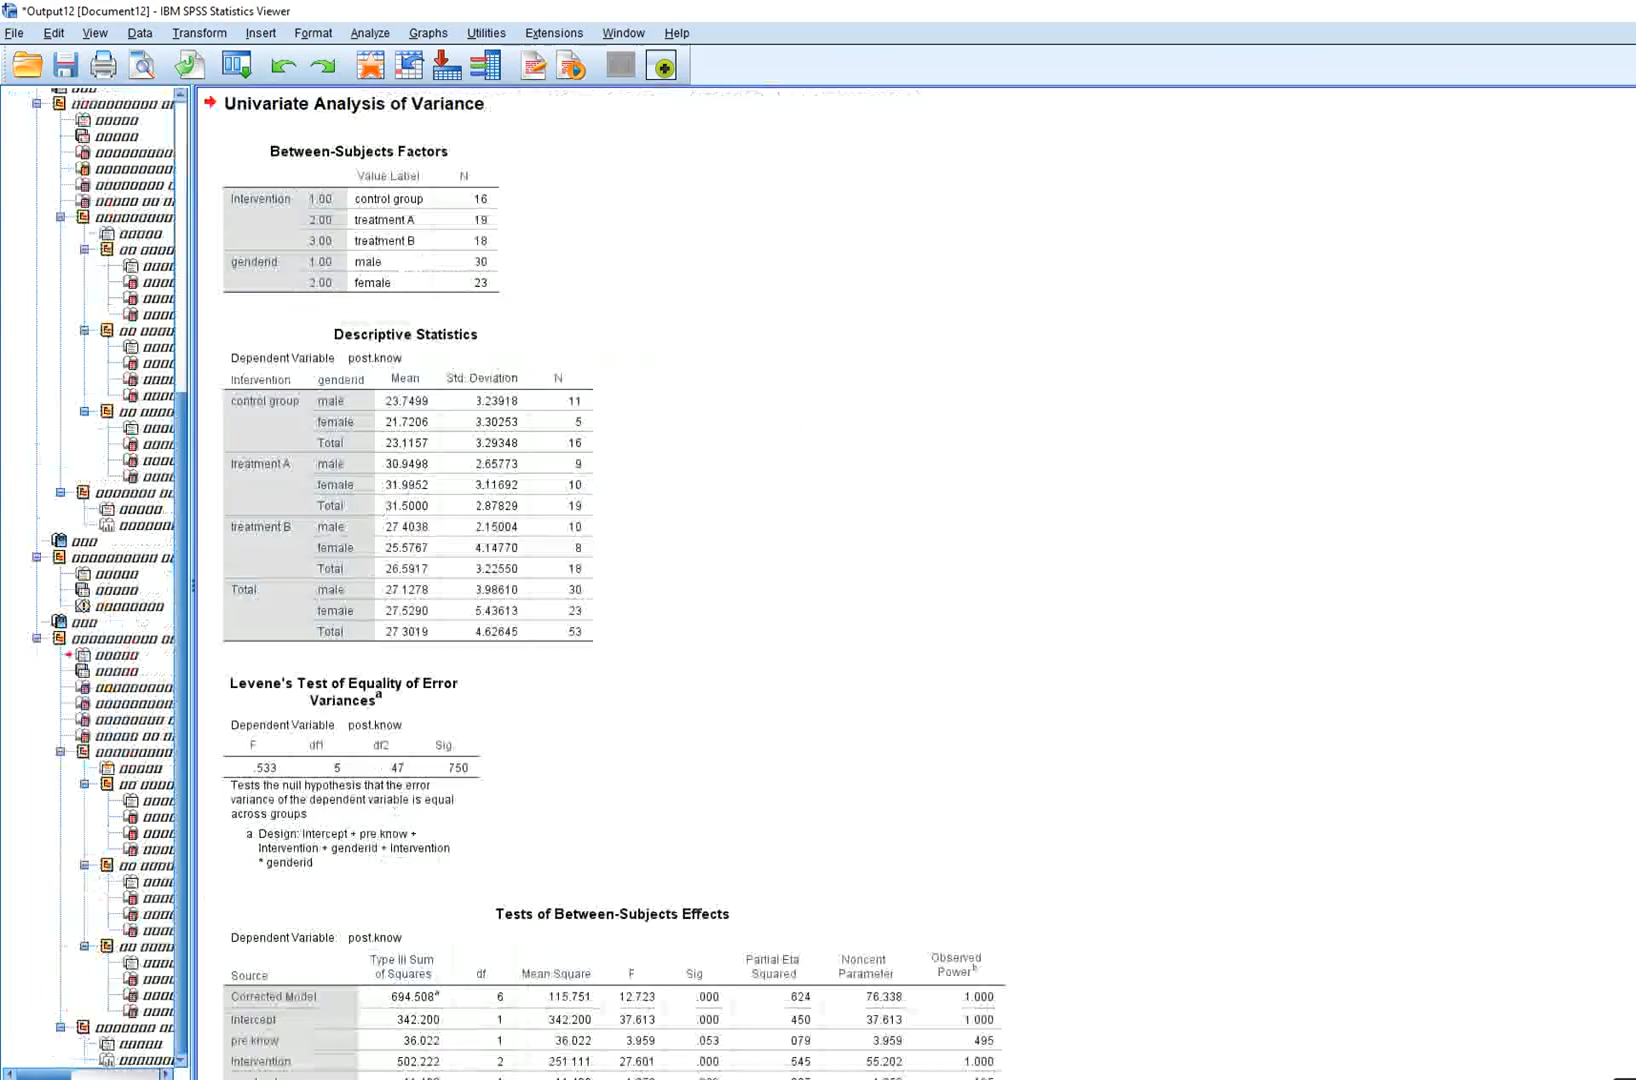 *Output12 [Document12] - IBM SPSS Statistics Viewer
File Edit View Data Transform Insert Format Analyze Graphs Utilities Extensions Window Help
Univariate Analysis of Variance
Between-Subjects Factors
Value Label N
Intervention 1.00 control group 16
2.00 treatment A 19
3.00 treatment B 18
genderid 1.00 male 30
2.00 female 23
Descriptive Statistics
Dependent Variable post.know
Intervention genderid Mean Std. Deviation N
control group male 23.7499 3.23918 11
female 21.7206 3.30253 5
Total 23.1157 3.29348 16
treatment A male 30.9498 2.65773 9
female 31.9952 3.11692 10
Total 31.5000 2.87829 19
treatment B male 27.4038 2.15004 10
female 25.5767 4.14770 8
Total 26.5917 3.22550 18
Total male 27.1278 3.98610 30
female 27.5290 5.43613 23
Total 27.3019 4.62645 53
Levene's Test of Equality of Error
Variancesa
Dependent Variable post.know
F df1 df2 Sig.
.533 5 47 .750
Tests the null hypothesis that the error
variance of the dependent variable is equal
across groups
a Design: Intercept + pre.know +
Intervention + genderid + Intervention
* genderid
Tests of Between-Subjects Effects
Dependent Variable: post.know
Source Type III Sum of Squares df Mean Square F Sig Partial Eta Squared Noncent Parameter Observed Powerb
Corrected Model 694.508a 6 115.751 12.723 .000 .624 76.338 1.000
Intercept 342.200 1 342.200 37.613 .000 .450 37.613 1.000
pre.know 36.022 1 36.022 3.959 .053 .079 3.959 .495
Intervention 502.222 2 251.111 27.601 .000 .545 55.202 1.000